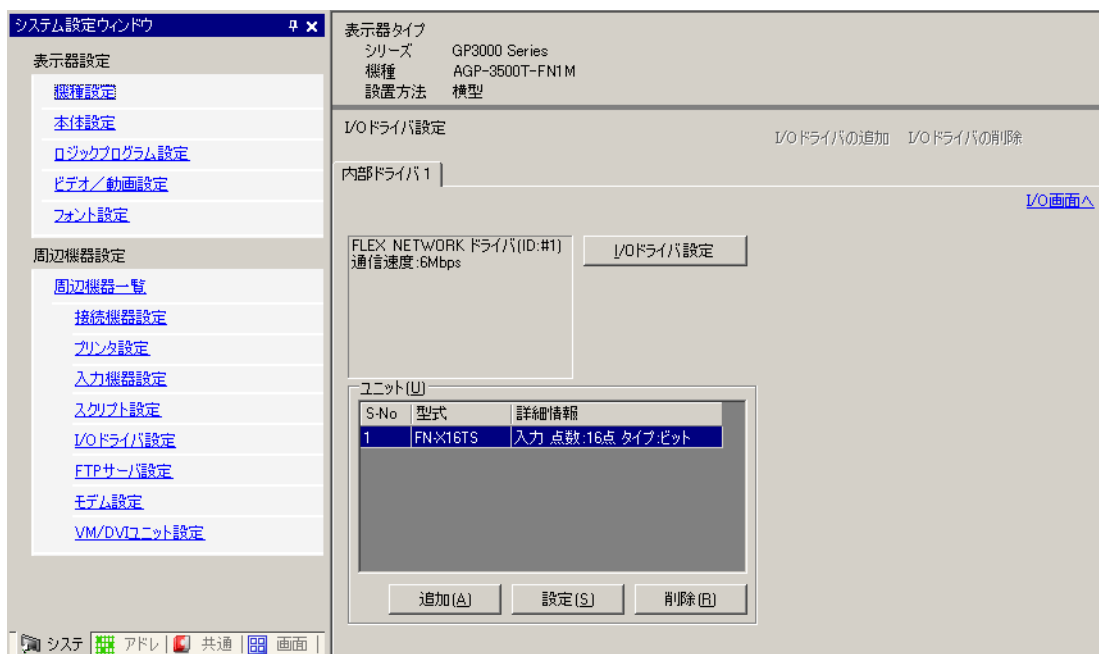 システム設定ウィンドウ
表示器設定
機種設定
本体設定
ロジックプログラム設定
ビデオ／動画設定
フォント設定
周辺機器設定
周辺機器一覧
接続機器設定
プリンタ設定
入力機器設定
スクリプト設定
I/Oドライバ設定
FTPサーバ設定
モデム設定
VM/DVIユニット設定
システ
アドレ
共通
画面
表示器タイプ
シリーズ GP3000 Series
機種 AGP-3500T-FN1M
設置方法 横型
I/Oドライバ設定
I/Oドライバの追加 I/Oドライバの削除
内部ドライバ1
I/O画面へ
FLEX NETWORK ドライバ(ID:#1)
通信速度:6Mbps
I/Oドライバ設定
ユニット(U)
S-No 型式 詳細情報
1 FN-X16TS 入力 点数:16点 タイプ:ビット
追加(A) 設定(S) 削除(R)